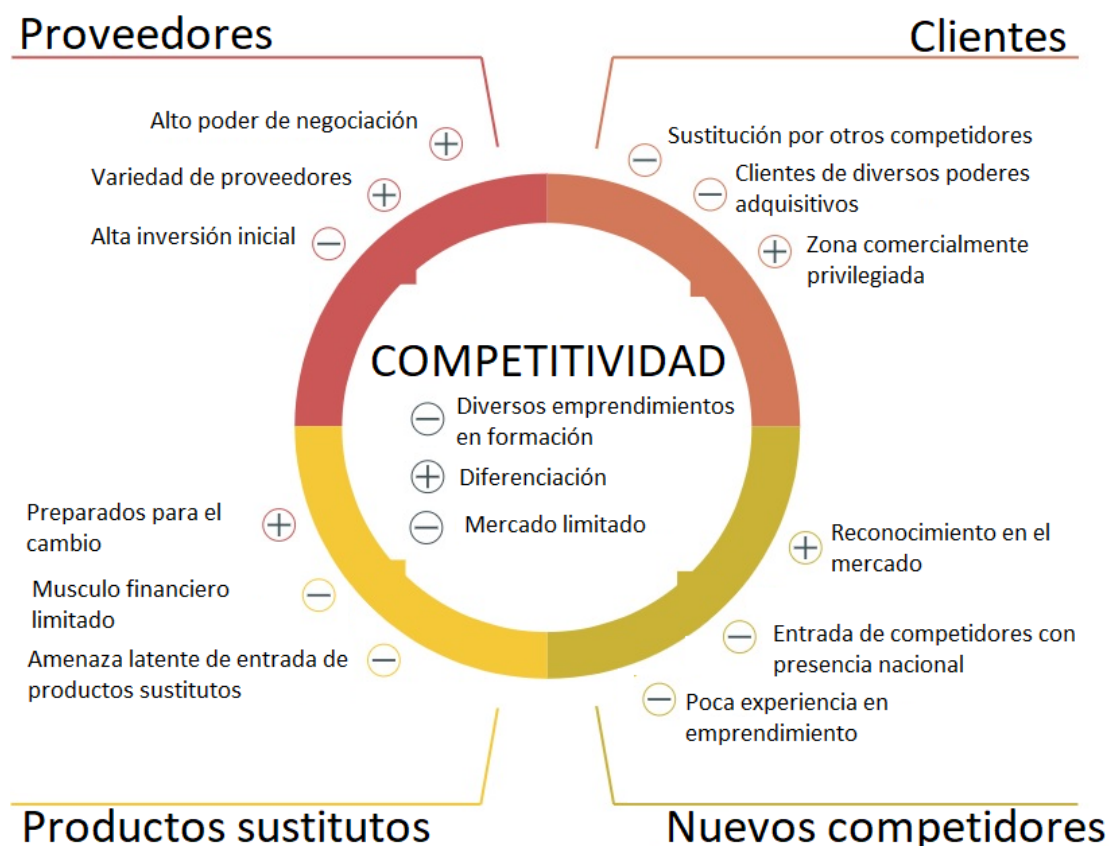 Proveedores
Alto poder de negociación
Variedad de proveedores
Alta inversión inicial
Clientes
Sustitución por otros competidores
Clientes de diversos poderes
adquisitivos
Zona comercialmente
privilegiada
COMPETITIVIDAD
Diversos emprendimientos
en formación
Diferenciación
Mercado limitado
Preparados para el
cambio
Musculo financiero
limitado
Amenaza latente de entrada de
productos sustitutos
Productos sustitutos
Reconocimiento en el
mercado
Entrada de competidores con
presencia nacional
Poca experiencia en
emprendimiento
Nuevos competidores